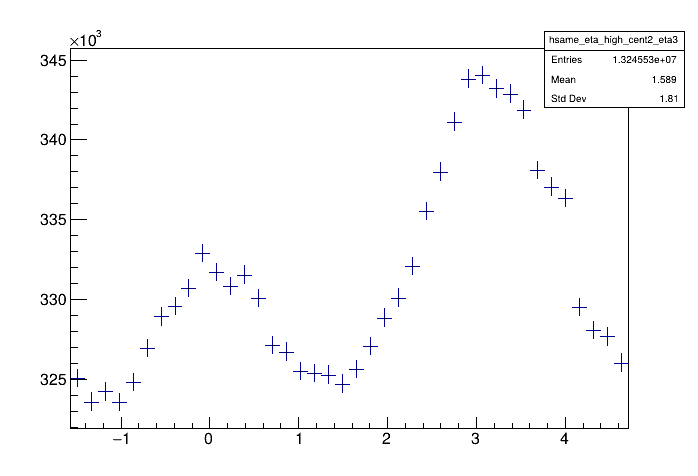 ×10³
hsame_eta_high_cent2_eta3
Entries 1.324553e+07
Mean 1.589
Std Dev 1.81
345
340
335
330
325
−1 0 1 2 3 4